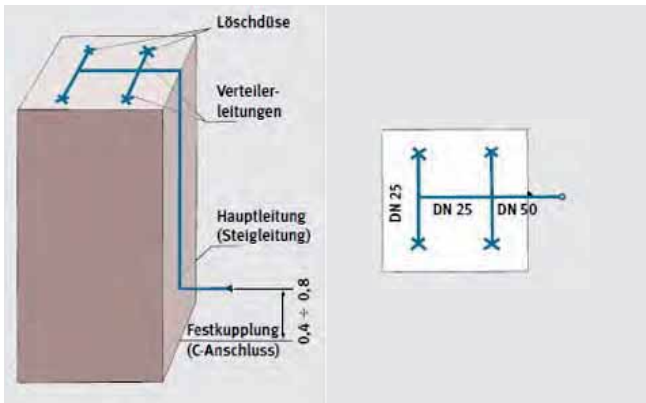 Löschdüse
Verteiler-
leitungen
Hauptleitung
(Steigleitung)
0,4 ÷ 0,8
Festkupplung
(C-Anschluss)
DN 25
DN 25
DN 50